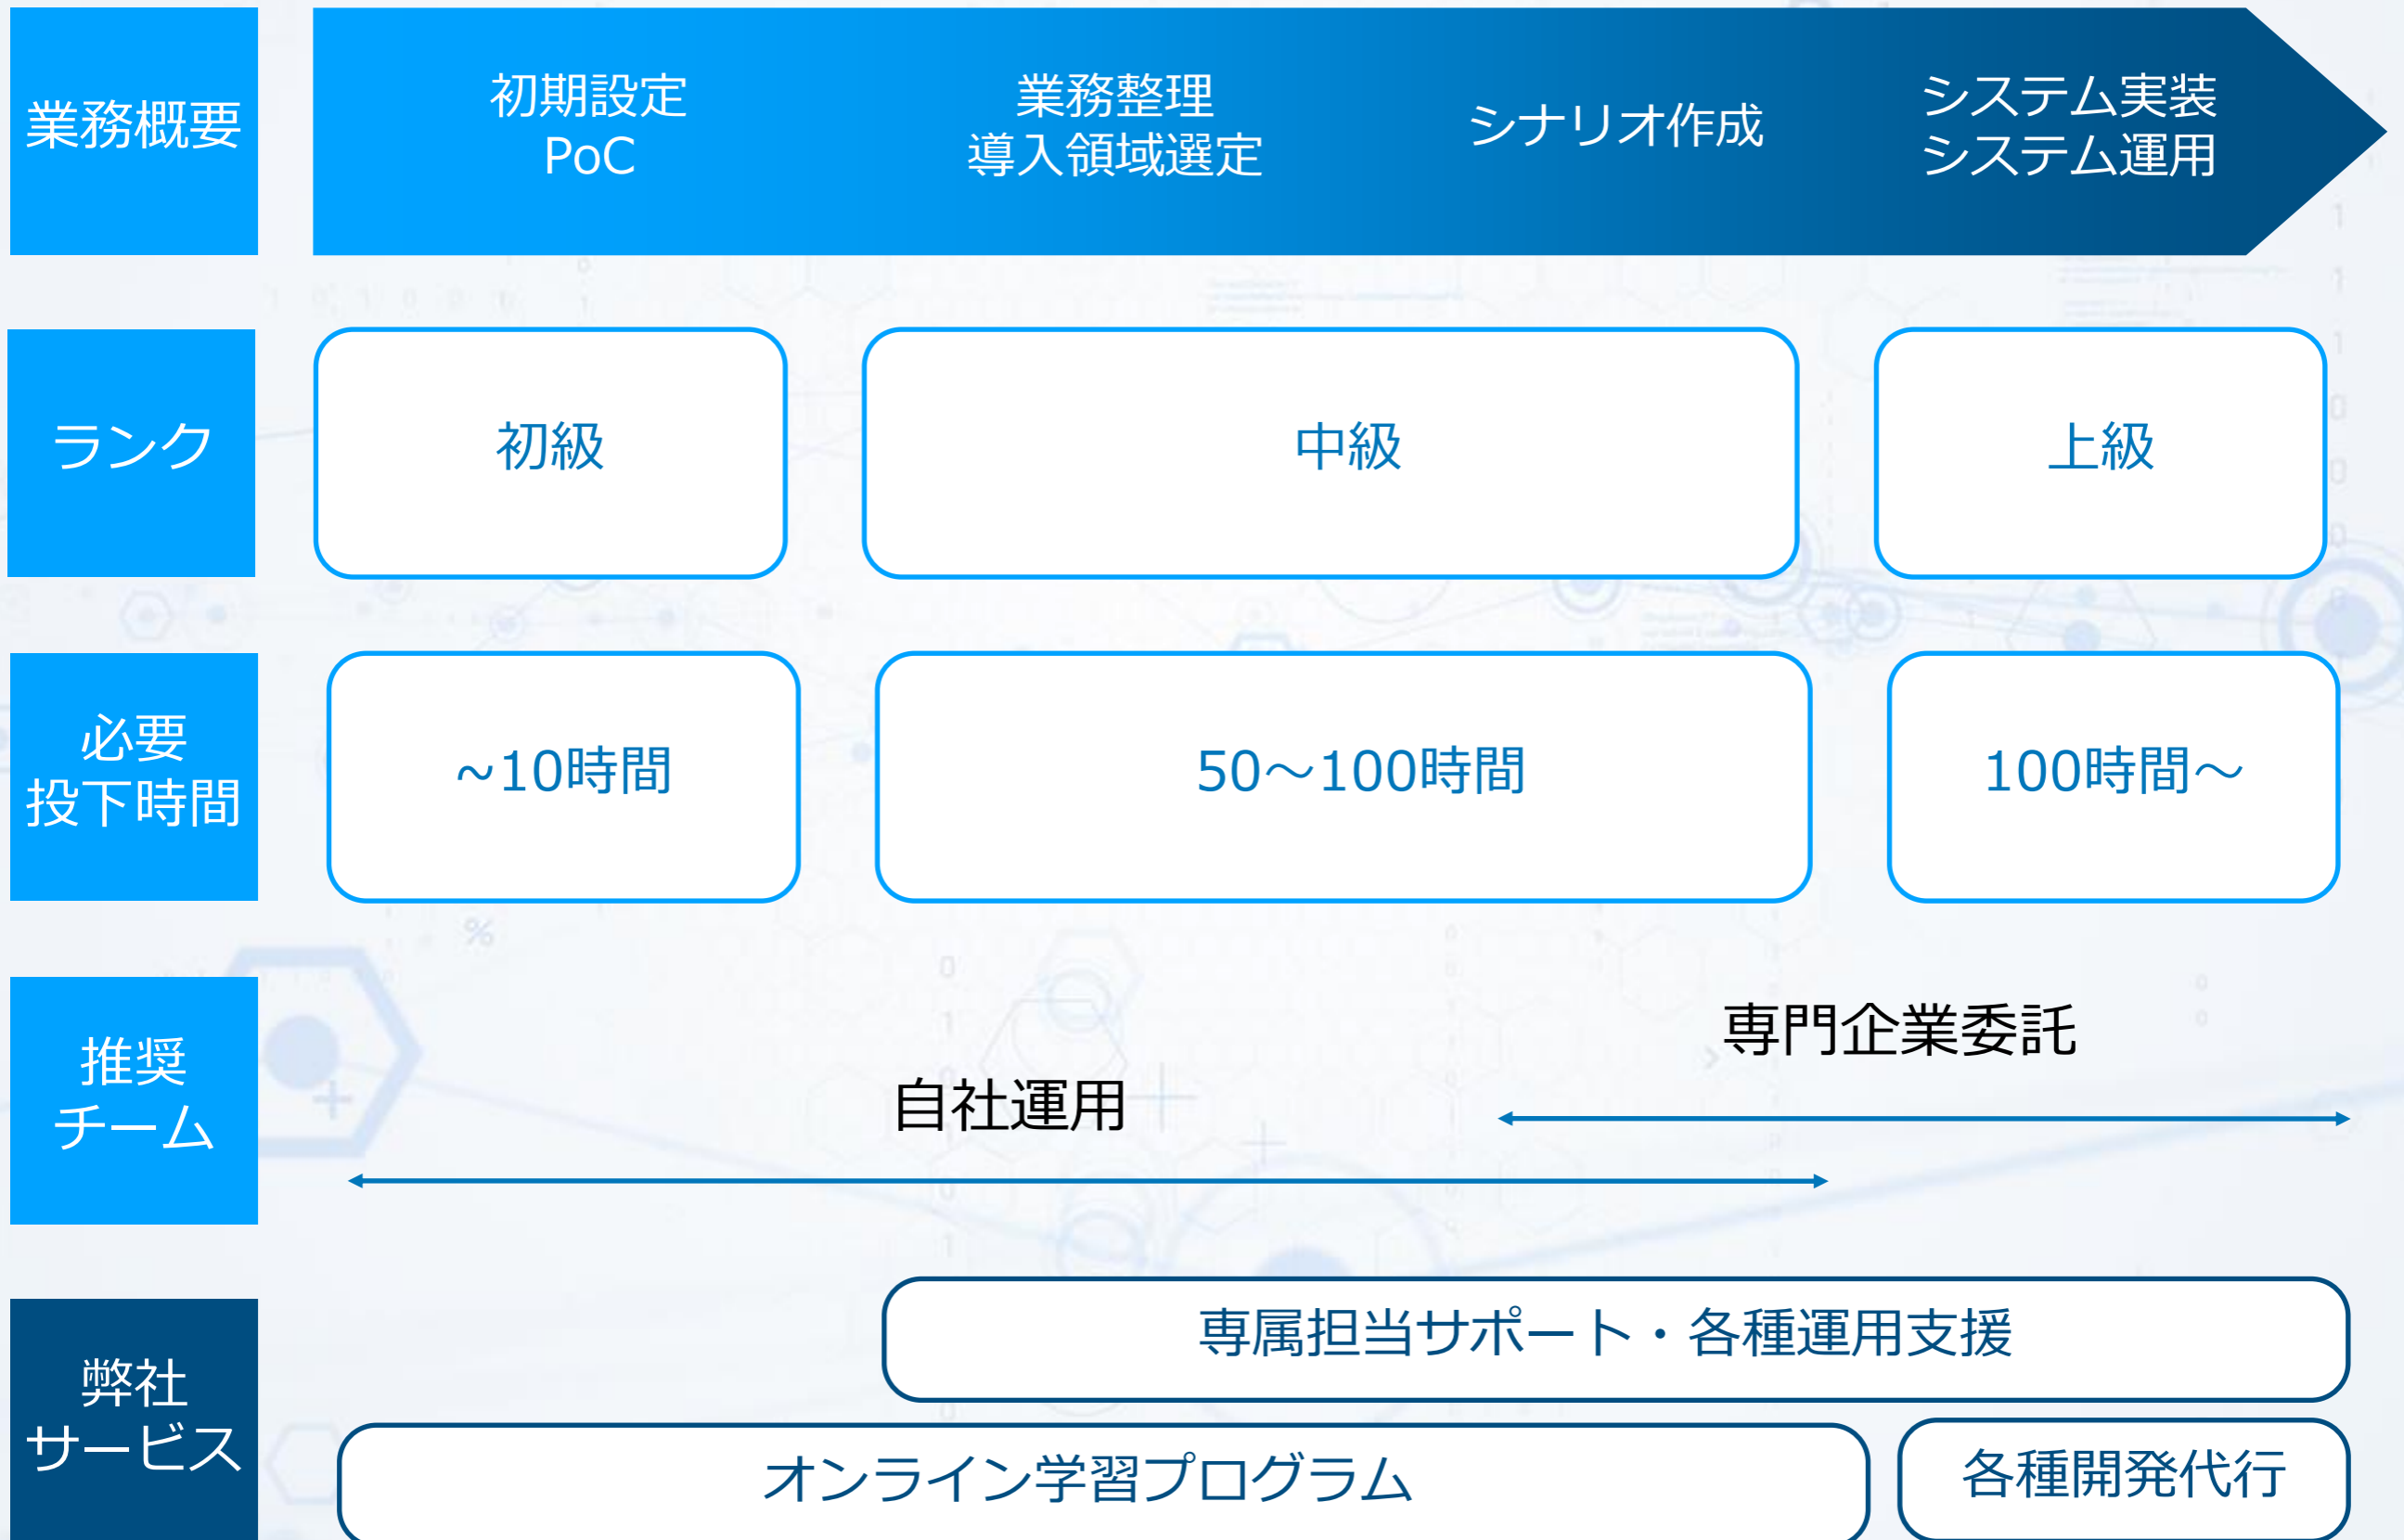 業務概要
初期設定
PoC
業務整理
導入領域選定
シナリオ作成
システム実装
システム運用
ランク
初級
中級
上級
必要
投下時間
~10時間
50～100時間
100時間～
推奨
チーム
自社運用
専門企業委託
弊社
サービス
専属担当サポート・各種運用支援
オンライン学習プログラム
各種開発代行